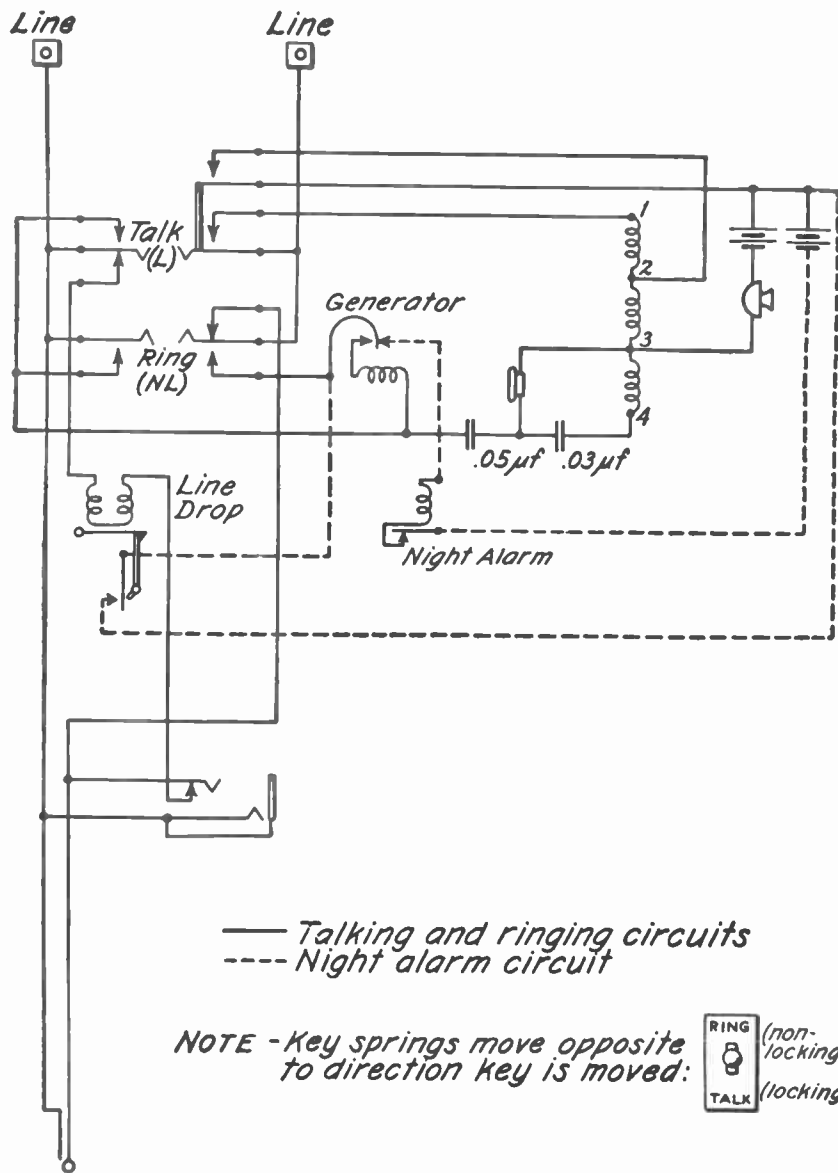 Line
Line
Talk
(L)
1
2
Generator
3
Ring
(NL)
4
.05µf
.03µf
Line
Drop
Night Alarm
Talking and ringing circuits
Night alarm circuit
NOTE - Key springs move opposite
to direction key is moved:
RING
(non-
locking
TALK
(locking